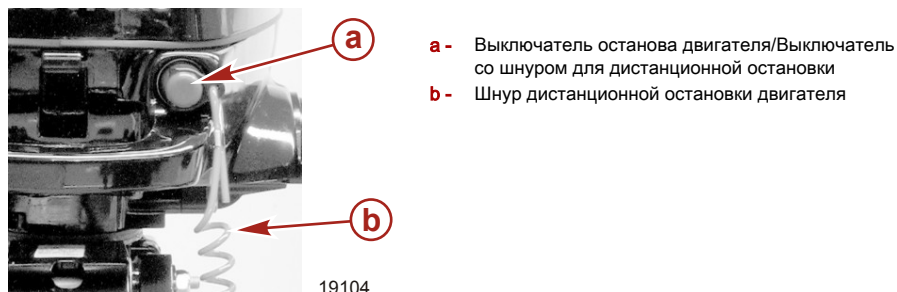 a
b
19104
a - Выключатель останова двигателя/Выключатель
со шнуром для дистанционной остановки
b - Шнур дистанционной остановки двигателя